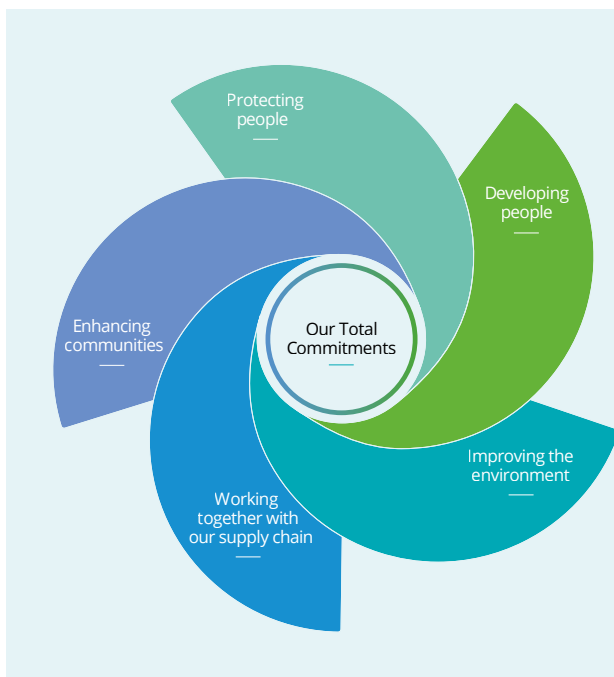 Protecting
people
Developing
people
Improving the
environment
Working
together with
our supply chain
Enhancing
communities
Our Total
Commitments